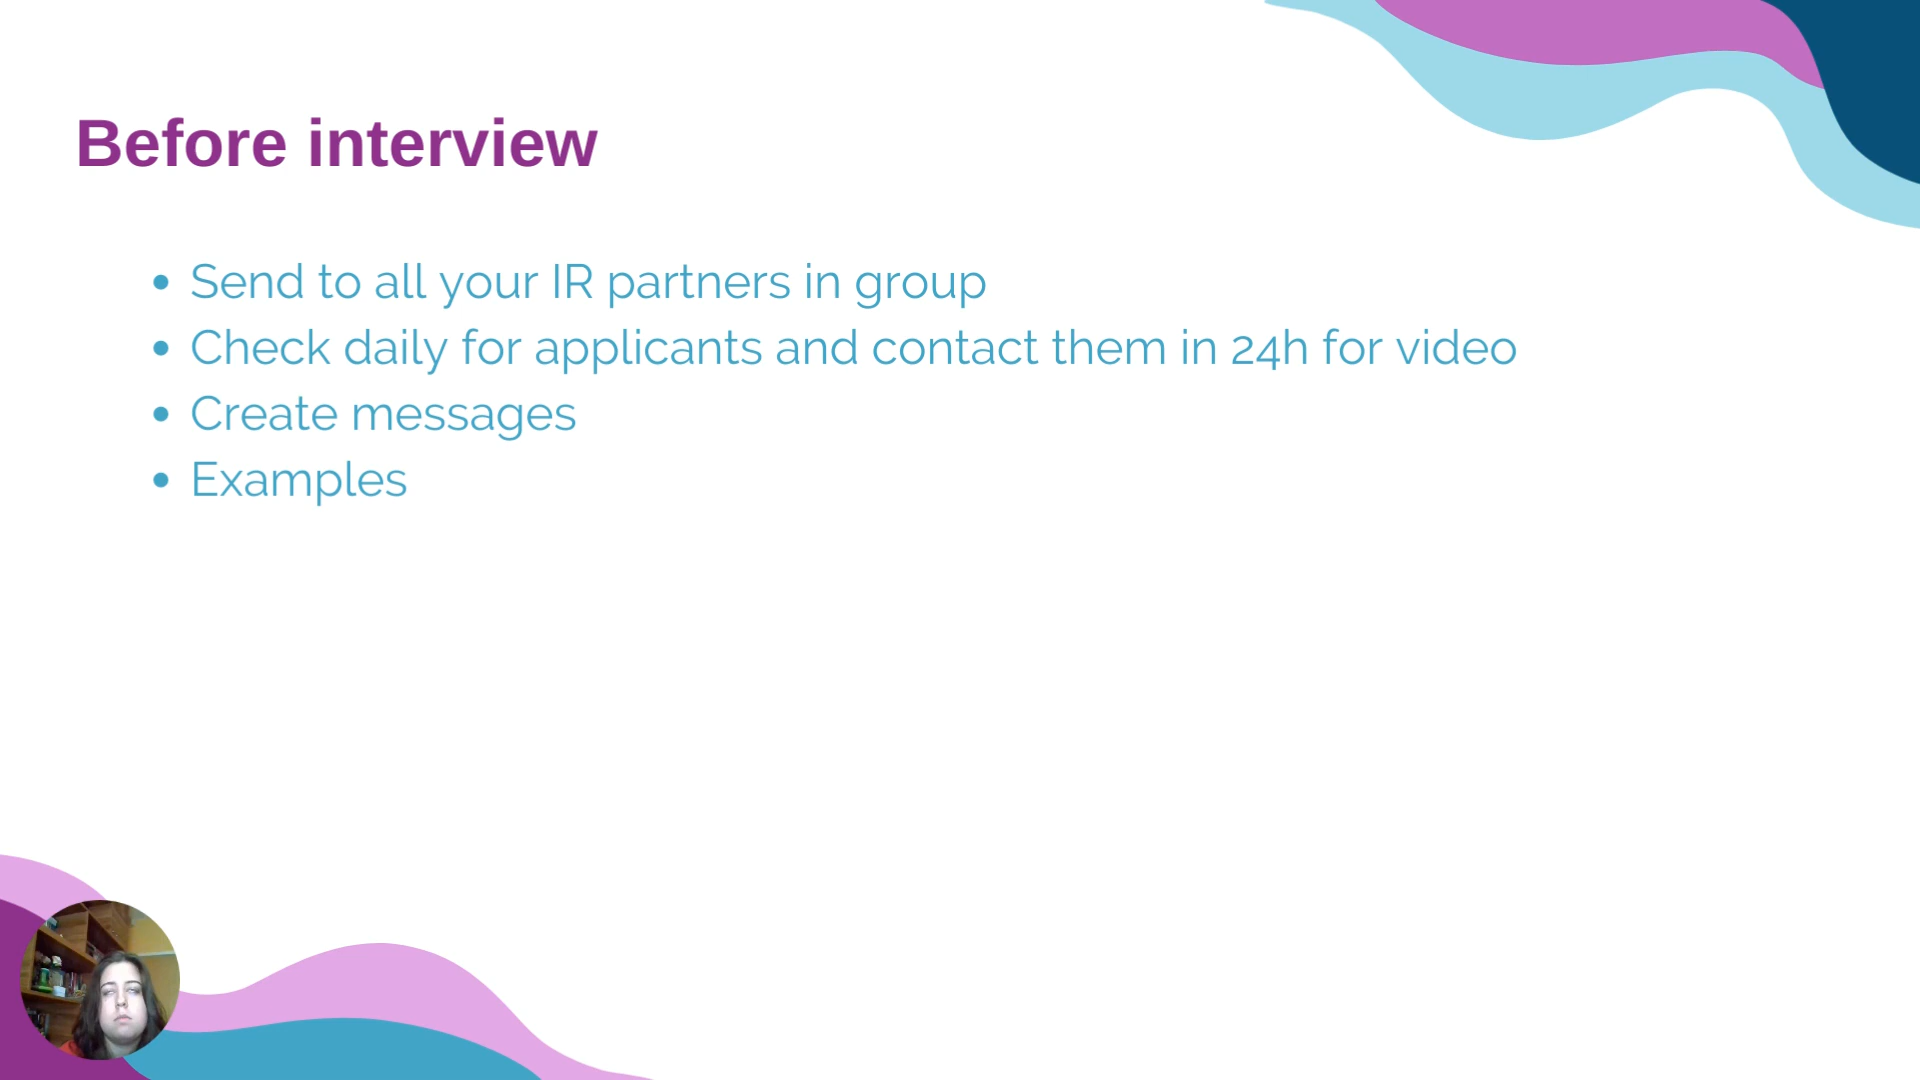 Before interview
Send to all your IR partners in group
Check daily for applicants and contact them in 24h for video
Create messages
Examples